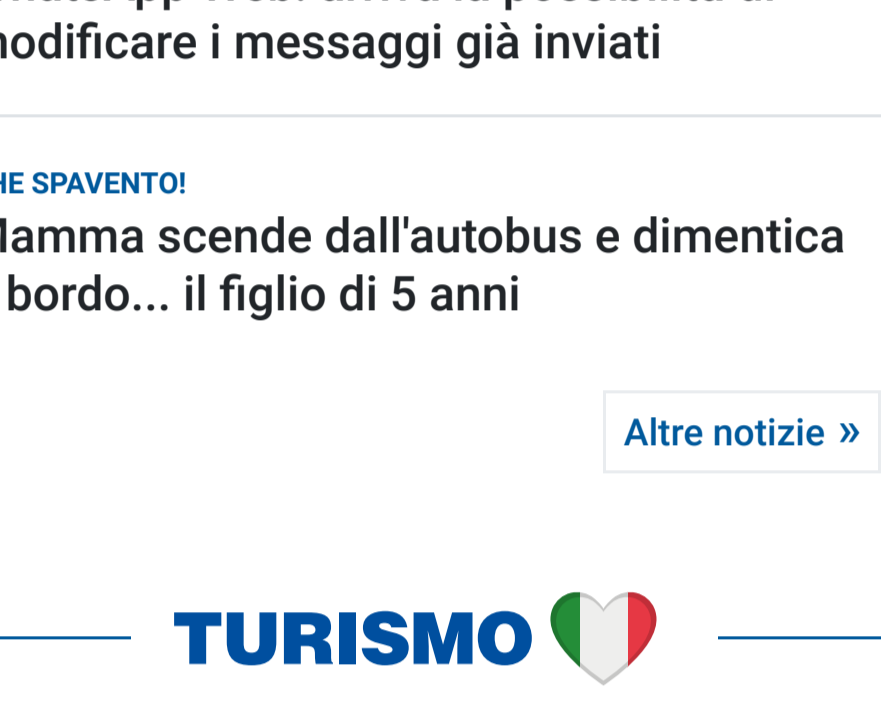 modificare i messaggi già inviati
HE SPAVENTO!
Mamma scende dall'autobus e dimentica
bordo... il figlio di 5 anni
Altre notizie »
TURISMO